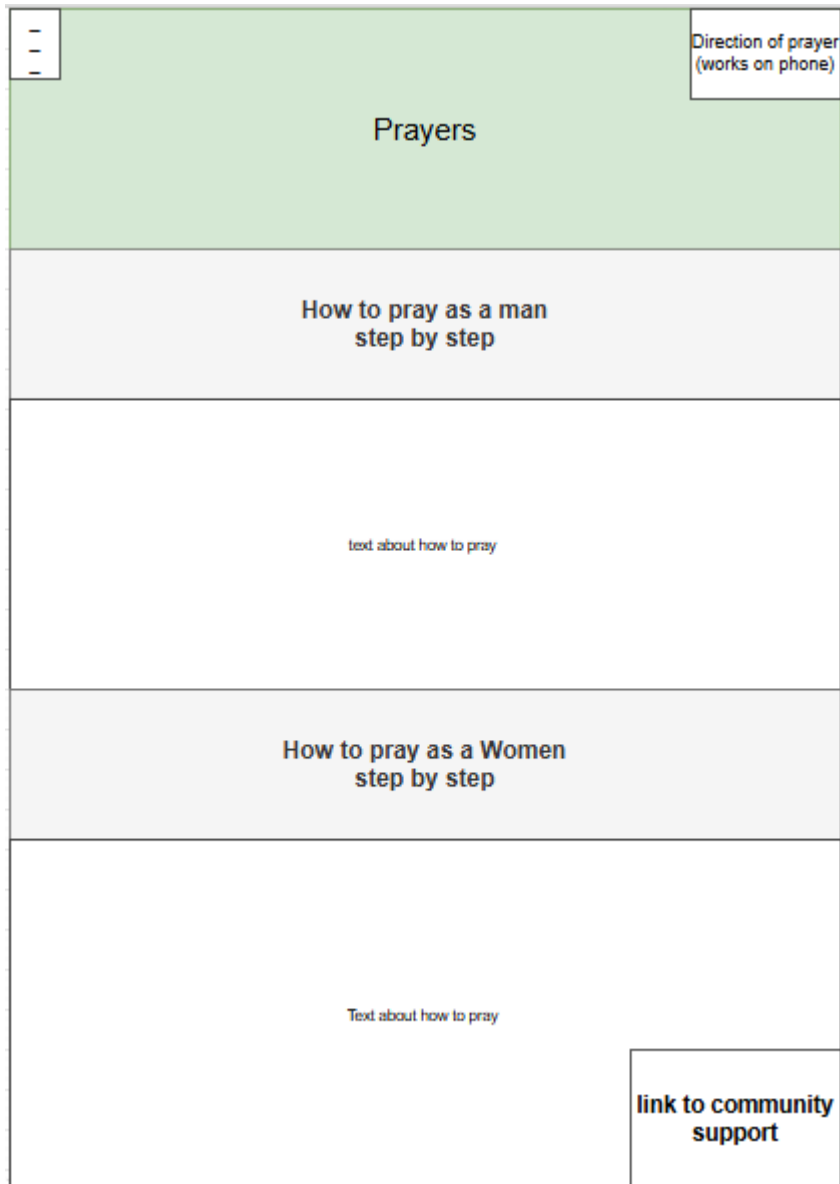 Direction of prayer
(works on phone)
Prayers
How to pray as a man
step by step
text about how to pray
How to pray as a Women
step by step
Text about how to pray
link to community
support